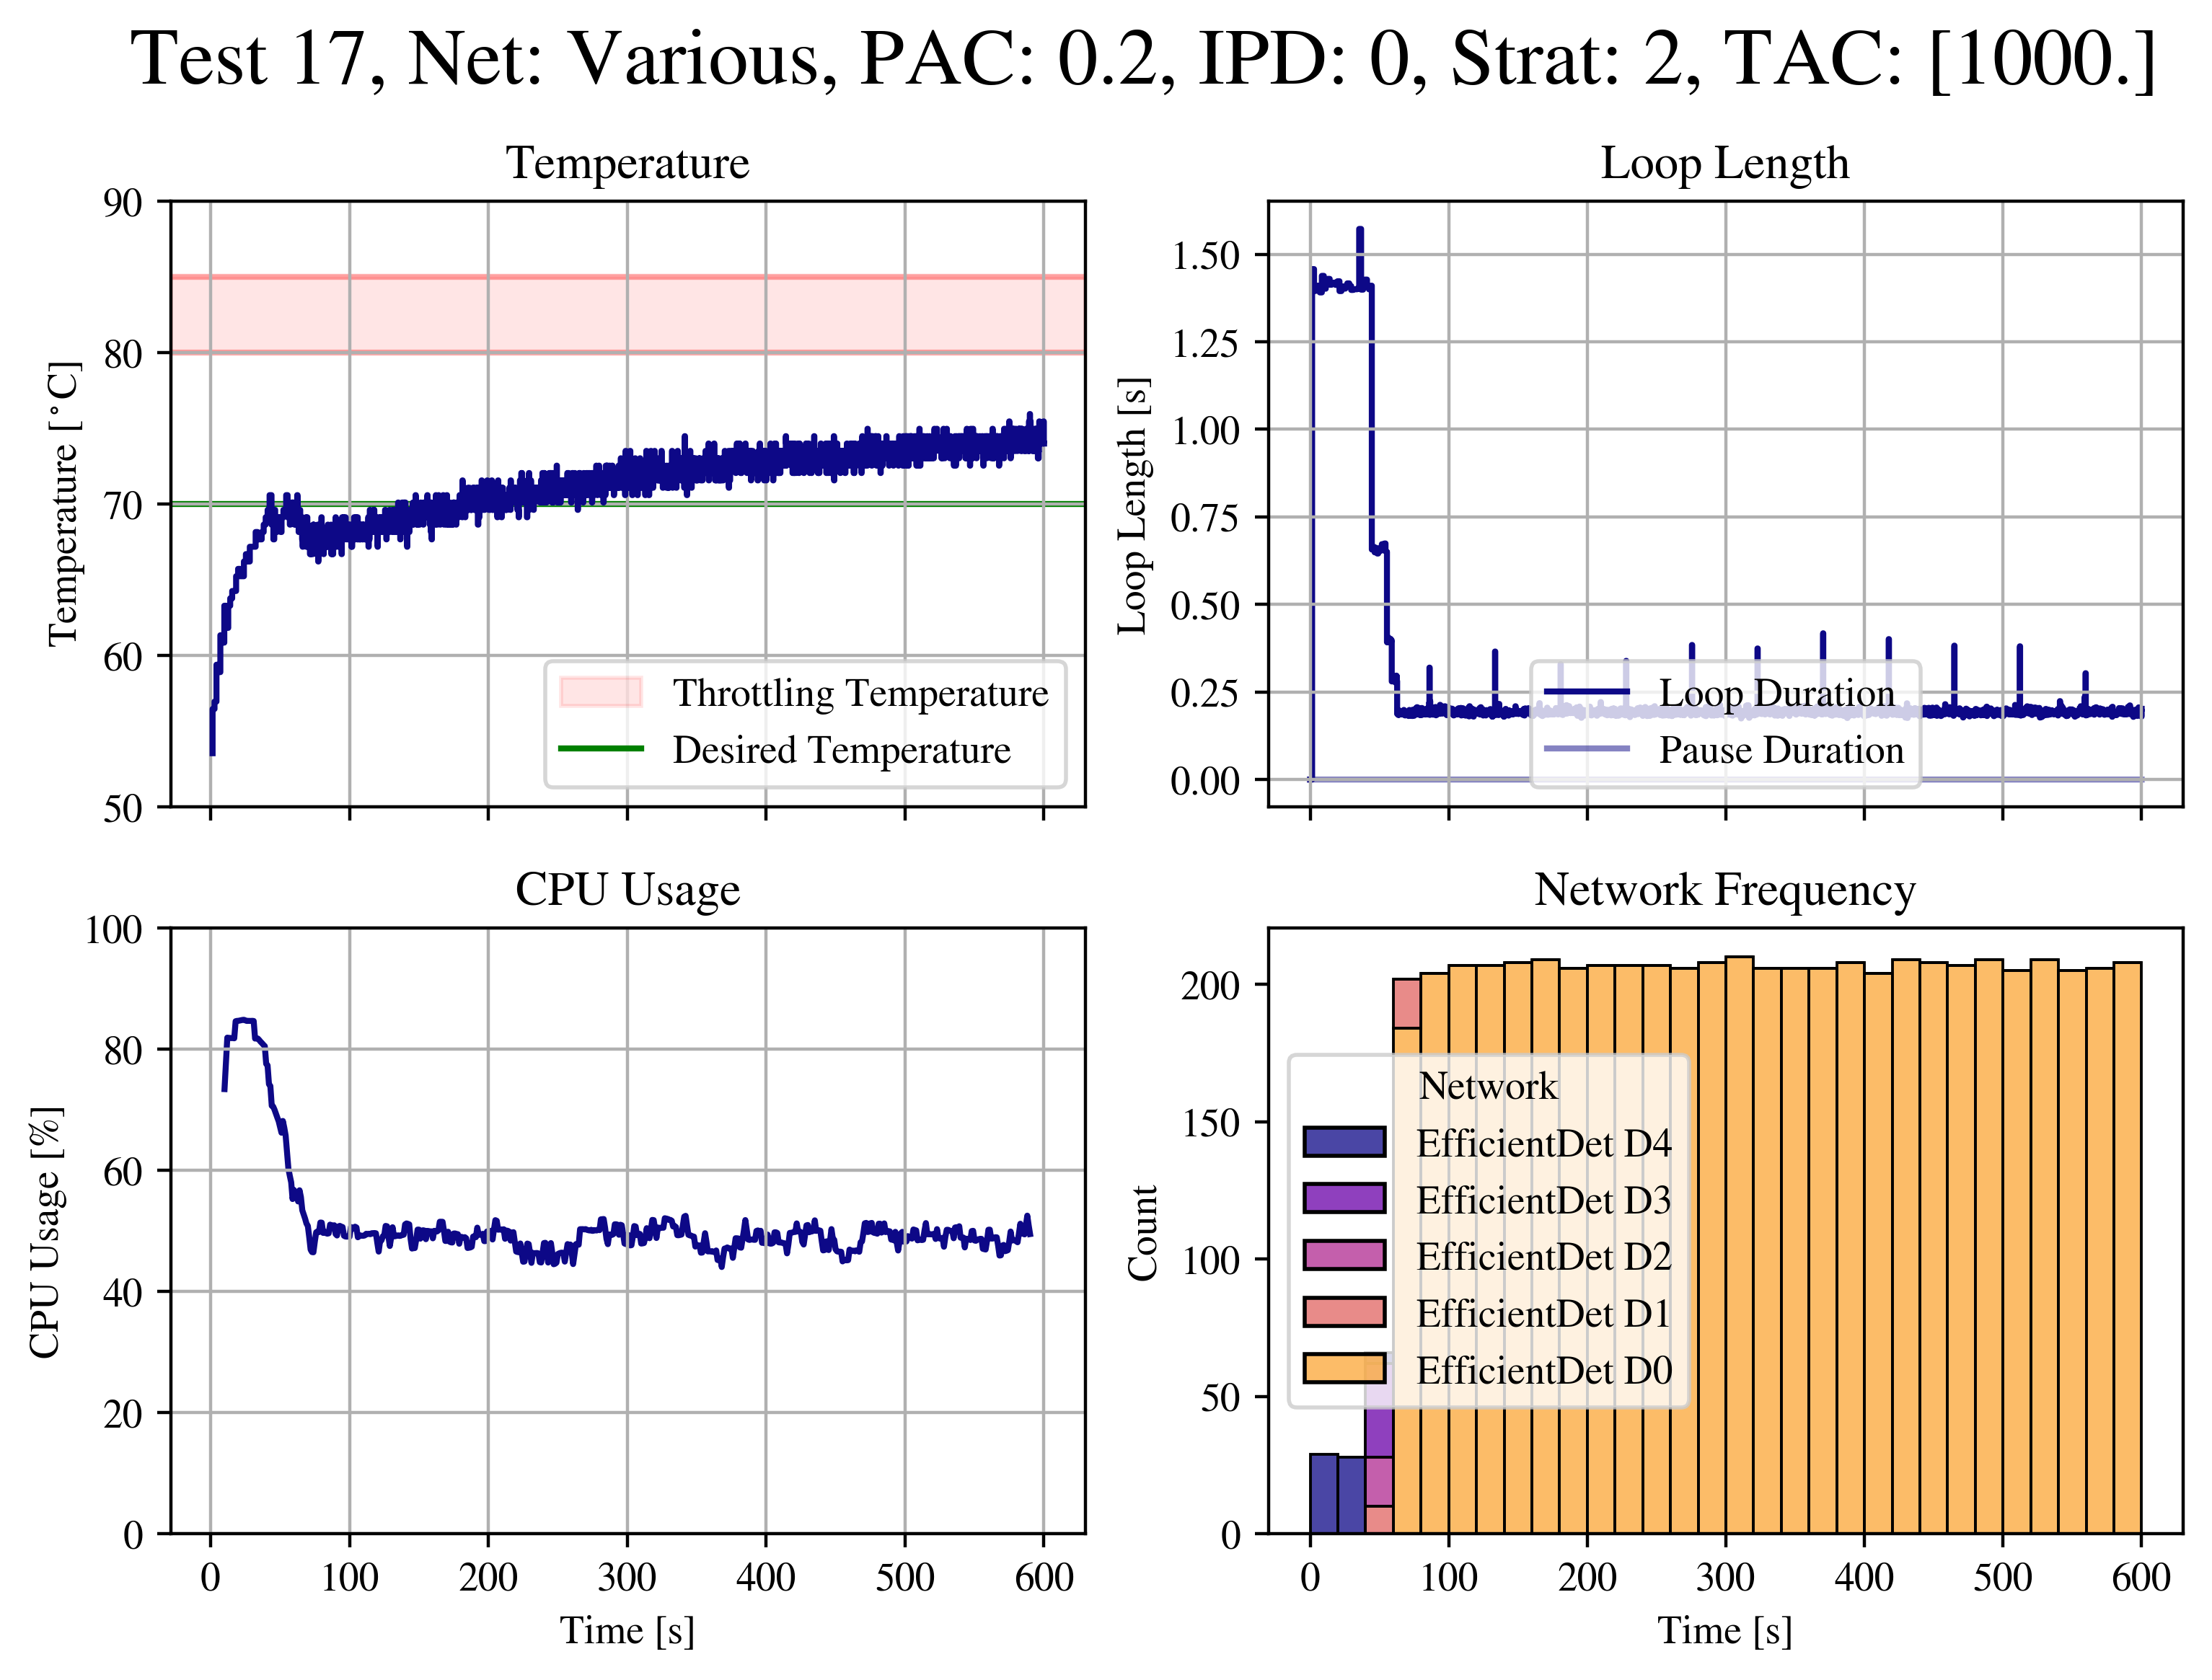 Test 17, Net: Various, PAC: 0.2, IPD: 0, Strat: 2, TAC: [1000.]
Temperature
90
80
70
60
50
Temperature [°C]
Throttling Temperature
Desired Temperature
Loop Length
1.50
1.25
1.00
0.75
0.50
0.25
0.00
Loop Length [s]
Loop Duration
Pause Duration
CPU Usage
100
80
60
40
20
0
CPU Usage [%]
0 100 200 300 400 500 600
Time [s]
Network Frequency
200
150
100
50
0
Count
Network
EfficientDet D4
EfficientDet D3
EfficientDet D2
EfficientDet D1
EfficientDet D0
0 100 200 300 400 500 600
Time [s]